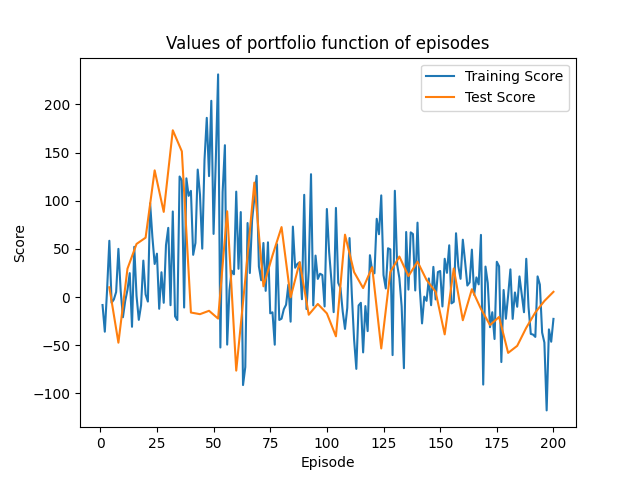 Values of portfolio function of episodes
Training Score
Test Score
Score
200
150
100
50
0
−50
−100
0 25 50 75 100 125 150 175 200
Episode